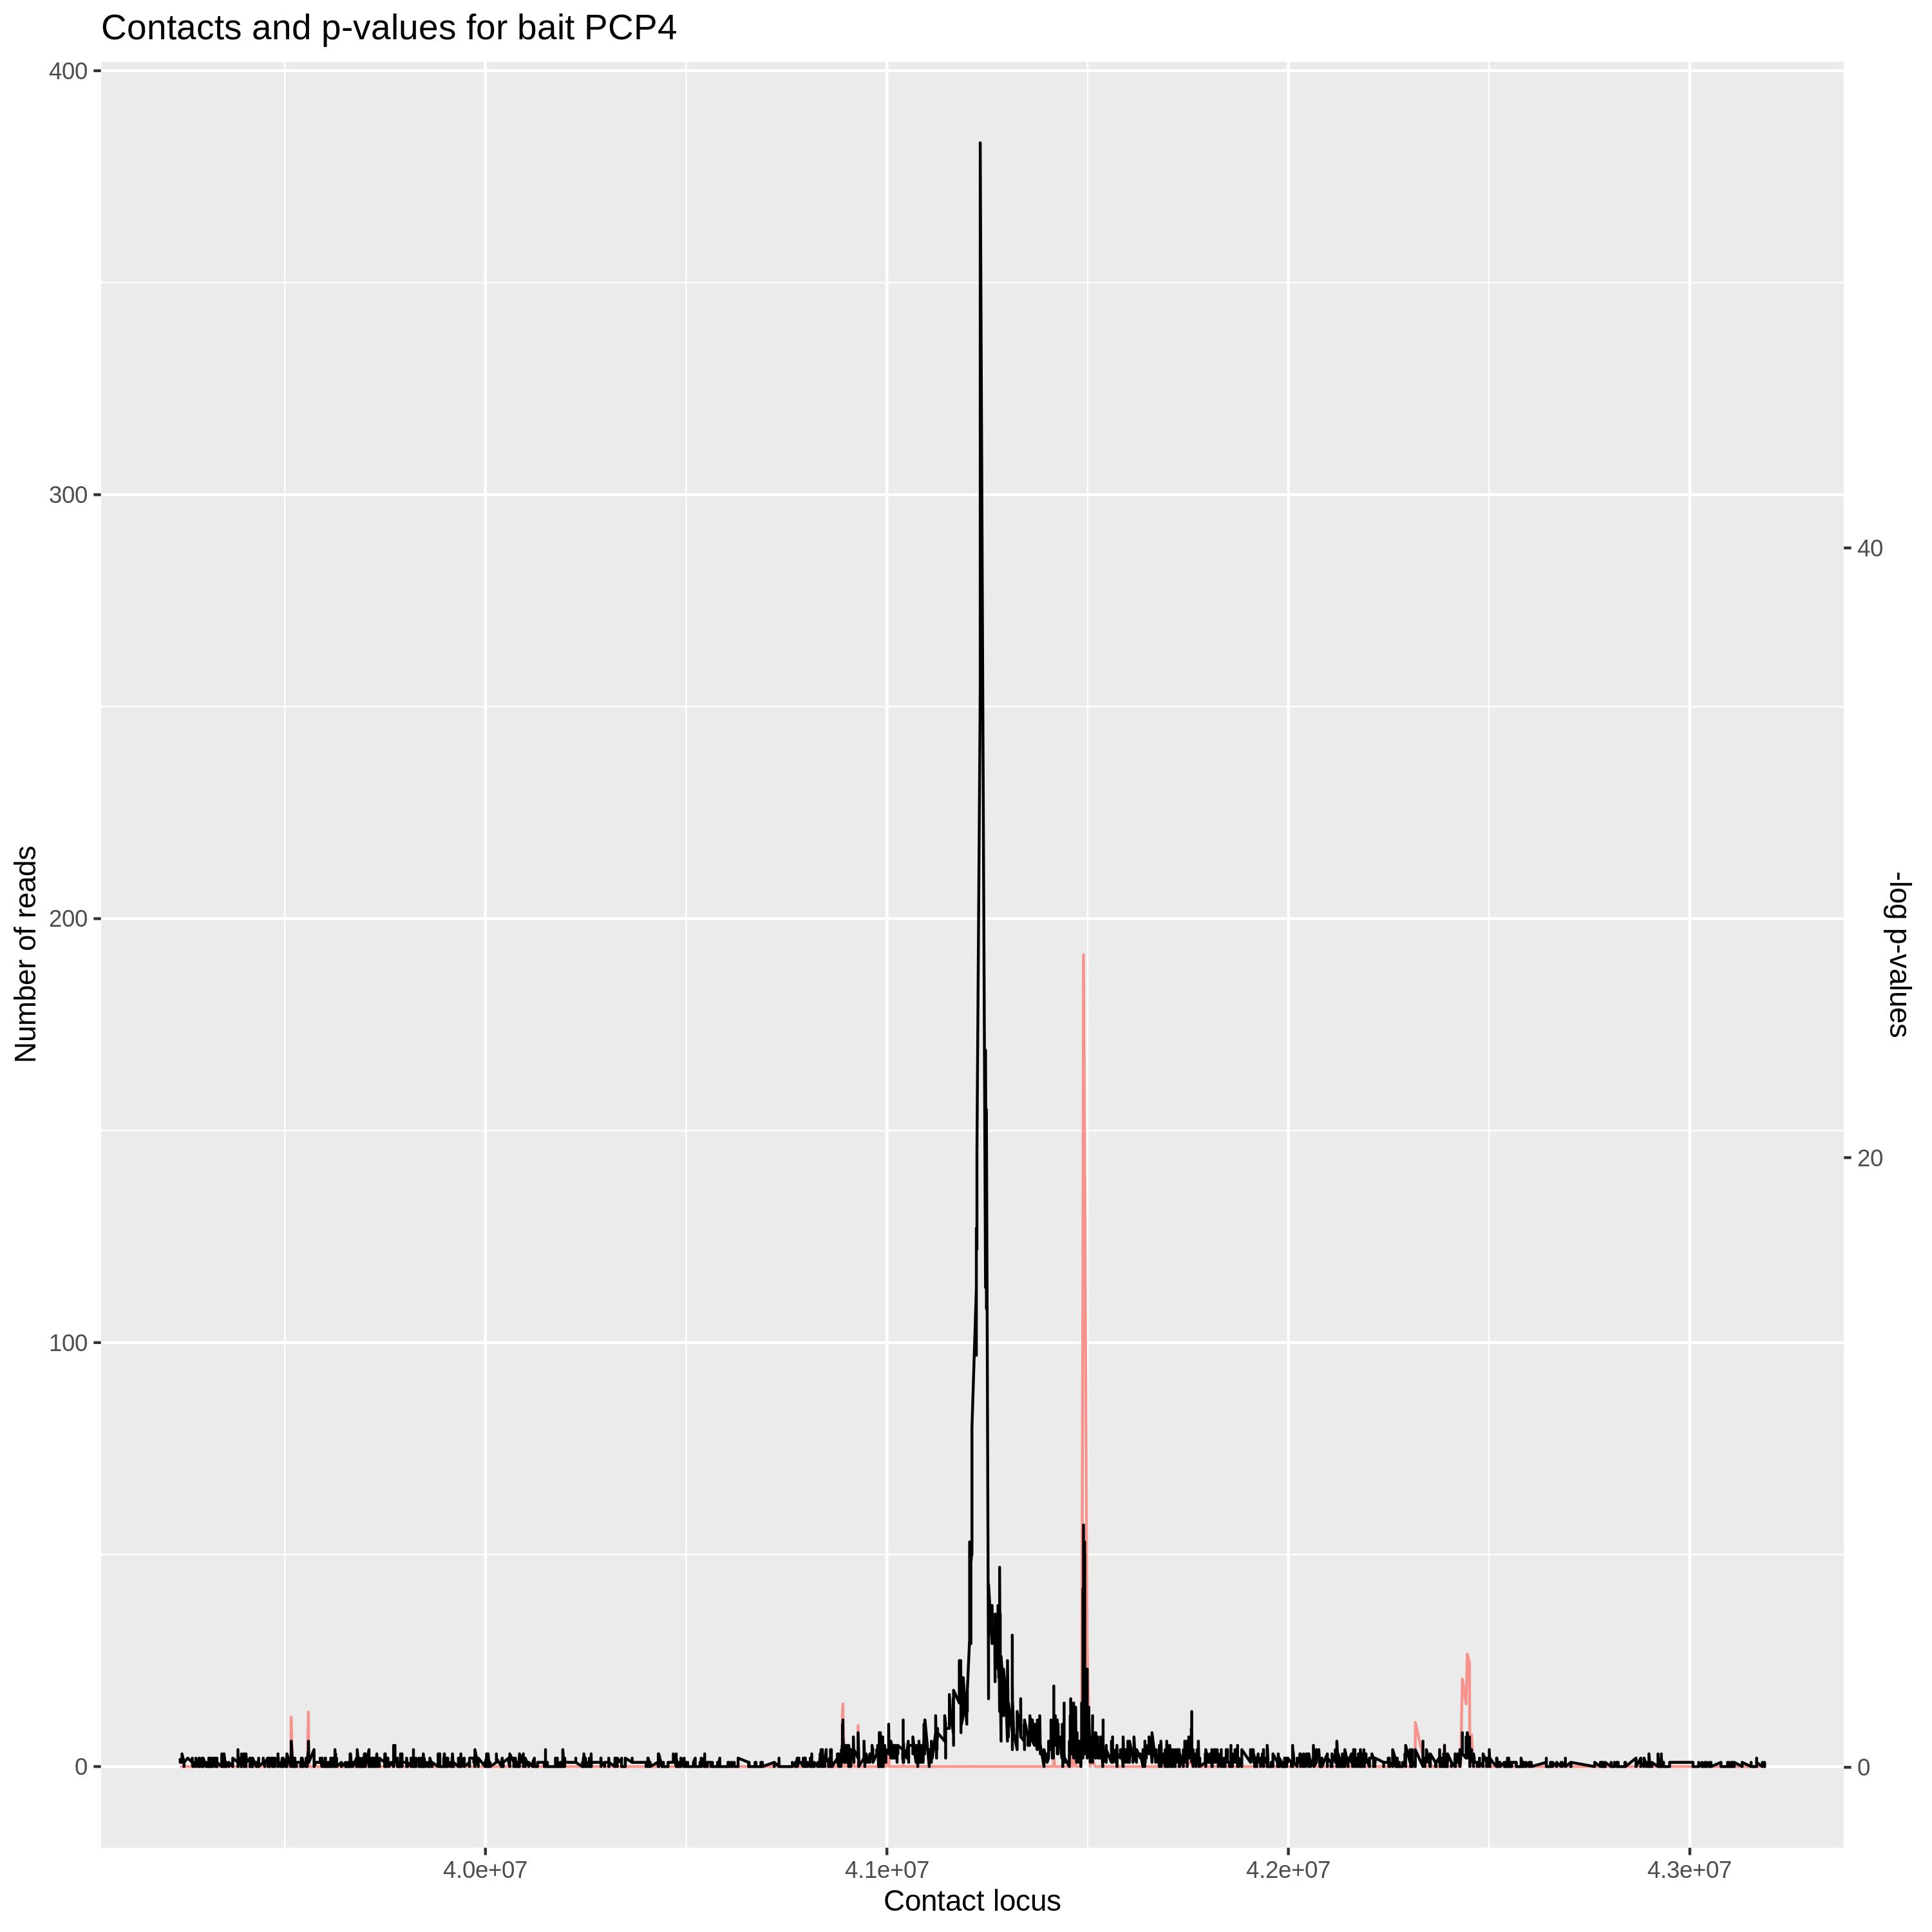 Contacts and p-values for bait PCP4
400
300
200
100
0
Number of reads
40
20
0
-log p-values
4.0e+07
4.1e+07
4.2e+07
4.3e+07
Contact locus